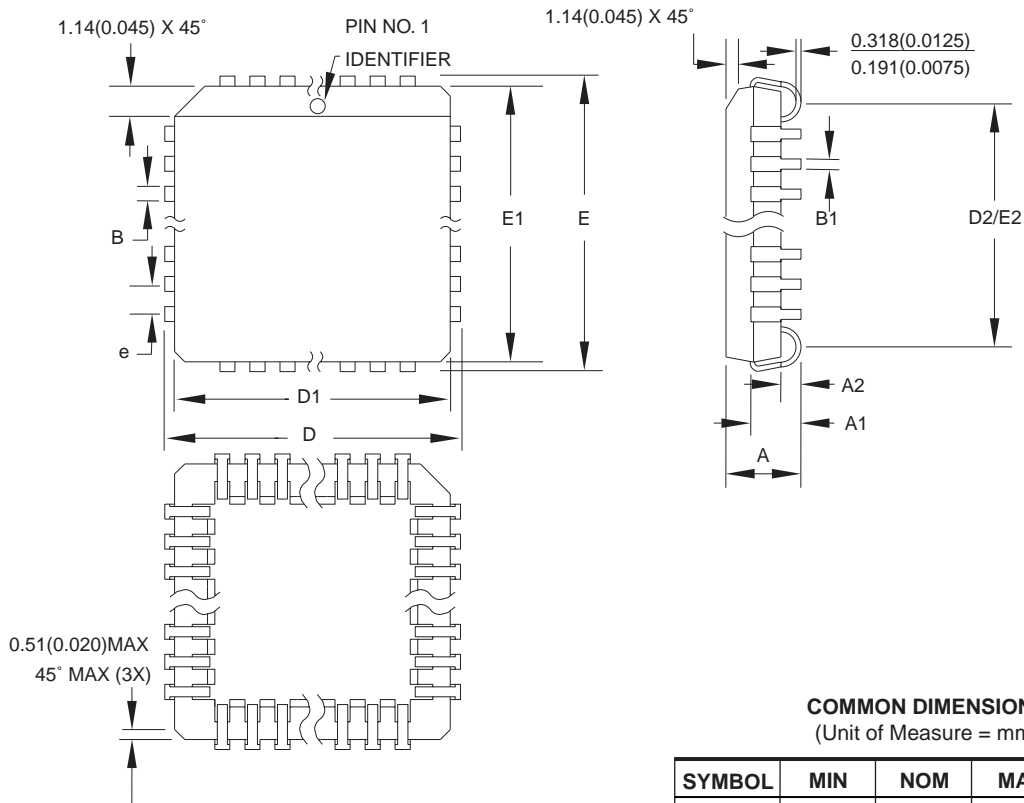 1.14(0.045) X 45˚
PIN NO. 1
IDENTIFIER
1.14(0.045) X 45˚
0.318(0.0125)
0.191(0.0075)
B
e
E1
E
B1
D2/E2
D1
D
A2
A1
A
0.51(0.020)MAX
45˚ MAX (3X)
COMMON DIMENSION
(Unit of Measure = mm
SYMBOL MIN NOM MA